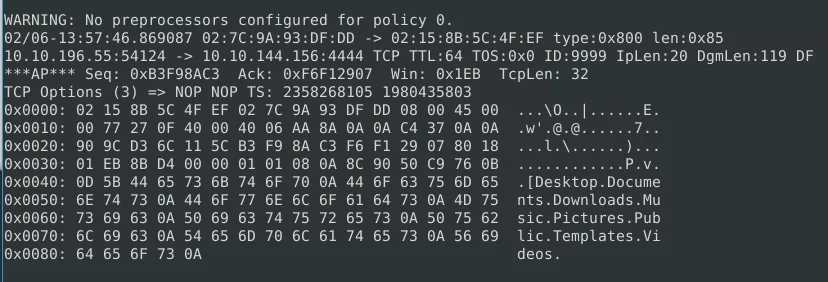 WARNING: No preprocessors configured for policy 0.
02/06-13:57:46.869087 02:7C:9A:93:DF:DD -> 02:15:8B:5C:4F:EF type:0x800 len:0x85
10.10.196.55:54124 -> 10.10.144.156:4444 TCP TTL:64 TOS:0x0 ID:9999 IpLen:20 DgmLen:119 DF
***AP*** Seq: 0xB3F98AC3  Ack: 0xF6F12907  Win: 0x1EB  TcpLen: 32
TCP Options (3) => NOP NOP TS: 2358268105 1980435803
0x0000: 02 15 8B 5C 4F EF 02 7C 9A 93 DF DD 08 00 45 00  ...\O..|......E.
0x0010: 00 77 27 0F 40 00 40 06 AA 8A 0A 0A C4 37 0A 0A  .w'.@.@......7..
0x0020: 90 9C D3 6C 11 5C B3 F9 8A C3 F6 F1 29 07 80 18  ...l.\......)...
0x0030: 01 EB 8B D4 00 00 01 01 08 0A 8C 90 50 C9 76 0B  ............P.v.
0x0040: 0D 5B 44 65 73 6B 74 6F 70 0A 44 6F 63 75 6D 65  .[Desktop.Docume
0x0050: 6E 74 73 0A 44 6F 77 6E 6C 6F 61 64 73 0A 4D 75  nts.Downloads.Mu
0x0060: 73 69 63 0A 50 69 63 74 75 72 65 73 0A 50 75 62  sic.Pictures.Pub
0x0070: 6C 69 63 0A 54 65 6D 70 6C 61 74 65 73 0A 56 69  lic.Templates.Vi
0x0080: 64 65 6F 73 0A                                   deos.